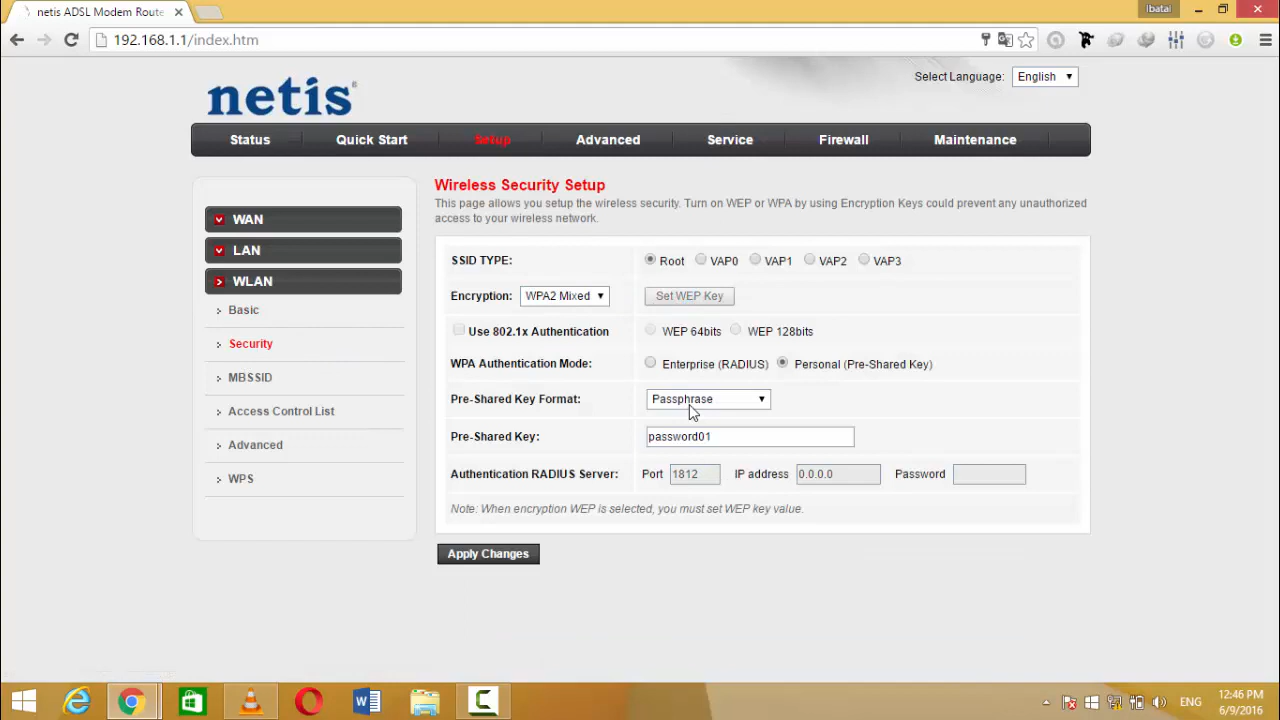 netis ADSL Modem Route
ibatal
192.168.1.1/index.htm
Select Language: English
netis
Status Quick Start Setup Advanced Service Firewall Maintenance
WAN
LAN
WLAN
Basic
Security
MBSSID
Access Control List
Advanced
WPS
Wireless Security Setup
This page allows you setup the wireless security. Turn on WEP or WPA by using Encryption Keys could prevent any unauthorized
access to your wireless network.
SSID TYPE: Root VAP0 VAP1 VAP2 VAP3
Encryption: WPA2 Mixed Set WEP Key
Use 802.1x Authentication WEP 64bits WEP 128bits
WPA Authentication Mode: Enterprise (RADIUS) Personal (Pre-Shared Key)
Pre-Shared Key Format: Passphrase
Pre-Shared Key: password01
Authentication RADIUS Server: Port 1812 IP address 0.0.0.0 Password
Note: When encryption WEP is selected, you must set WEP key value.
Apply Changes
ENG
12:46 PM
6/9/2016